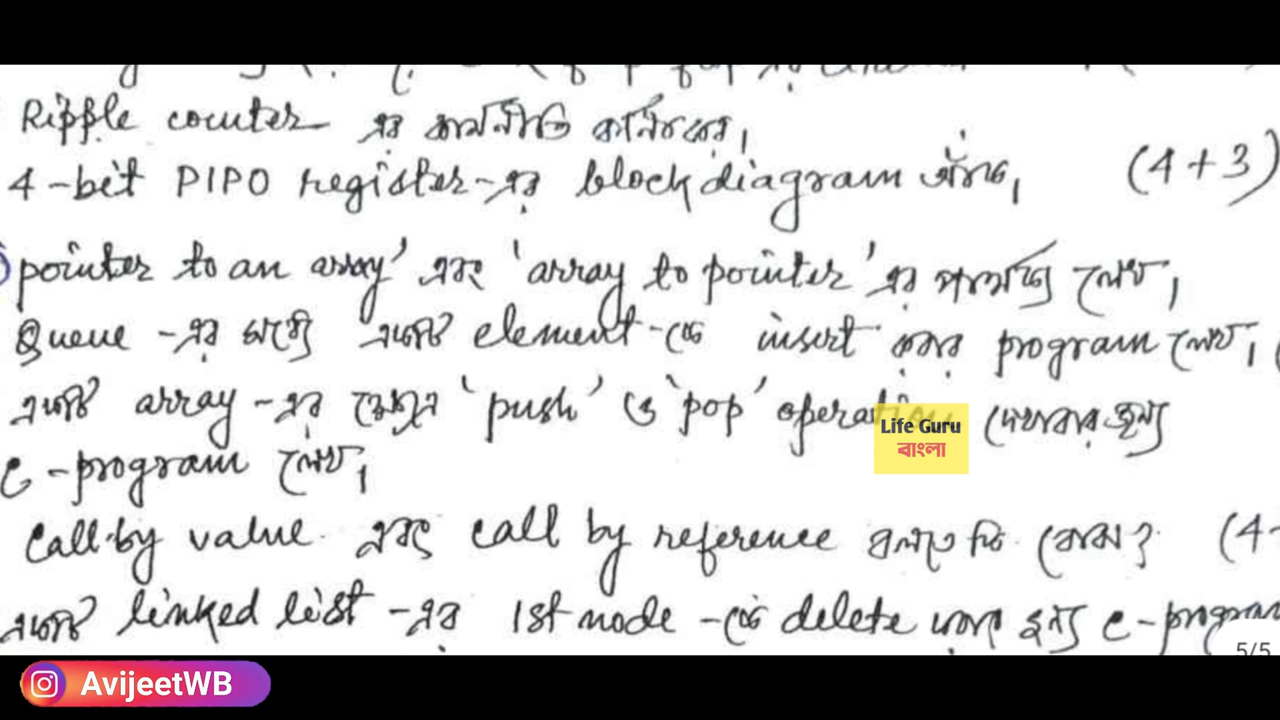 Ripple counter এর কার্যনীতি বর্ণনা করো।
4-bit PIPO register-এর block diagram আঁক। (4+3)
pointer to an array' এবং 'array to pointer' এর পার্থক্য লেখ।
Queue -এর মধ্যে একটি element-কে insert করার program লেখ।
একটি array-এর মধ্যে 'push' ও 'pop' operation দেখাবার জন্য
Life Guru
বাংলা
C-program লেখ।
Call by value এবং call by reference বলতে কি বোঝ? (4+
একটি linked list -এর 1st node -কে delete করার জন্য C-program
5/5
AvijeetWB